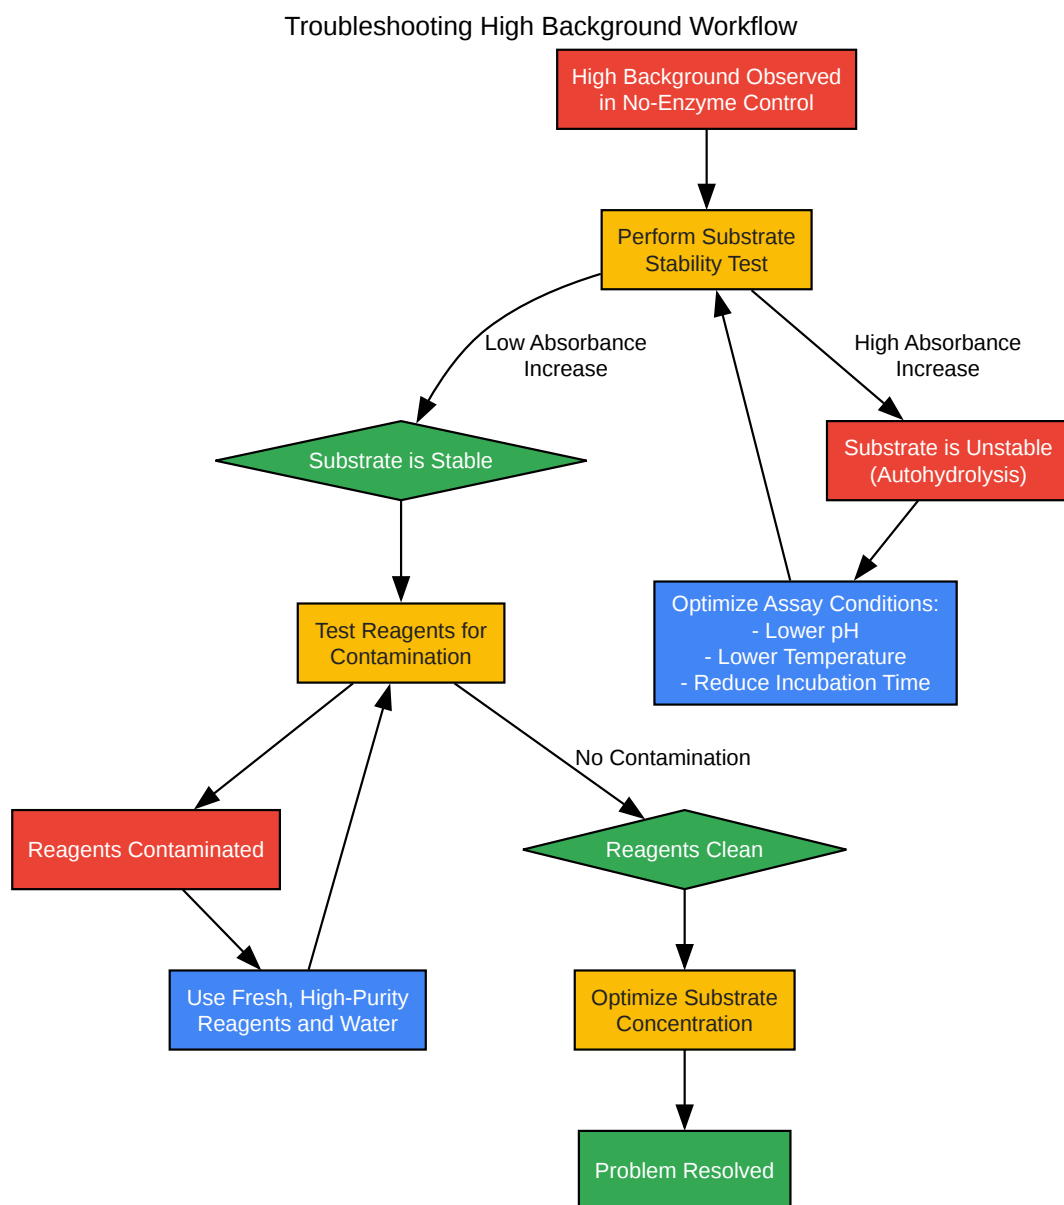 Troubleshooting High Background Workflow
High Background Observed
in No-Enzyme Control
Perform Substrate
Stability Test
Low Absorbance
Increase
High Absorbance
Increase
Substrate is Stable
Substrate is Unstable
(Autohydrolysis)
Optimize Assay Conditions:
- Lower pH
- Lower Temperature
- Reduce Incubation Time
Test Reagents for
Contamination
No Contamination
Reagents Contaminated
Reagents Clean
Use Fresh, High-Purity
Reagents and Water
Optimize Substrate
Concentration
Problem Resolved